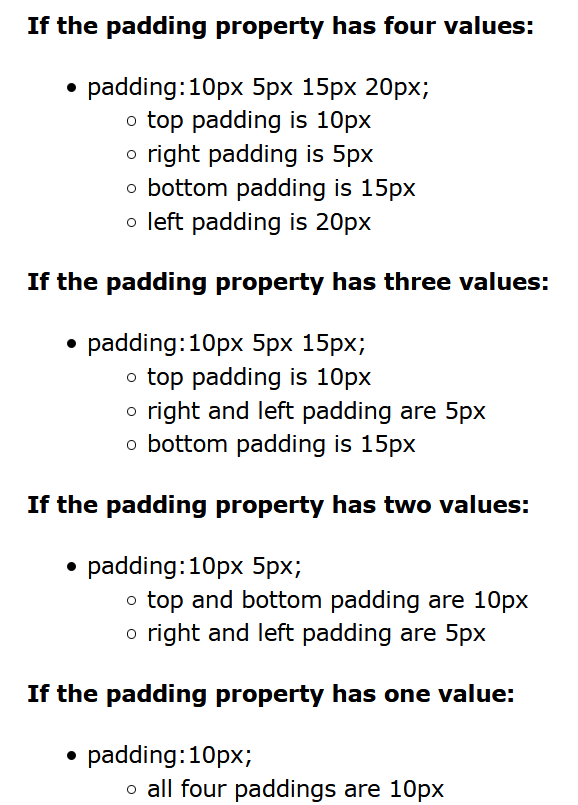 If the padding property has four values:
padding:10px 5px 15px 20px;
top padding is 10px
right padding is 5px
bottom padding is 15px
left padding is 20px
If the padding property has three values:
padding:10px 5px 15px;
top padding is 10px
right and left padding are 5px
bottom padding is 15px
If the padding property has two values:
padding:10px 5px;
top and bottom padding are 10px
right and left padding are 5px
If the padding property has one value:
padding:10px;
all four paddings are 10px